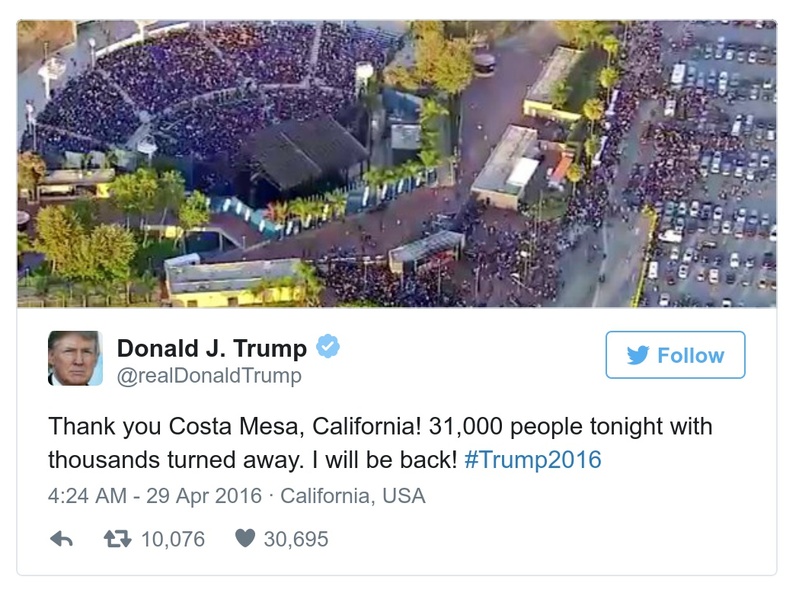 Donald J. Trump
@realDonaldTrump
Follow
Thank you Costa Mesa, California! 31,000 people tonight with
thousands turned away. I will be back! #Trump2016
4:24 AM - 29 Apr 2016 · California, USA
10,076 30,695